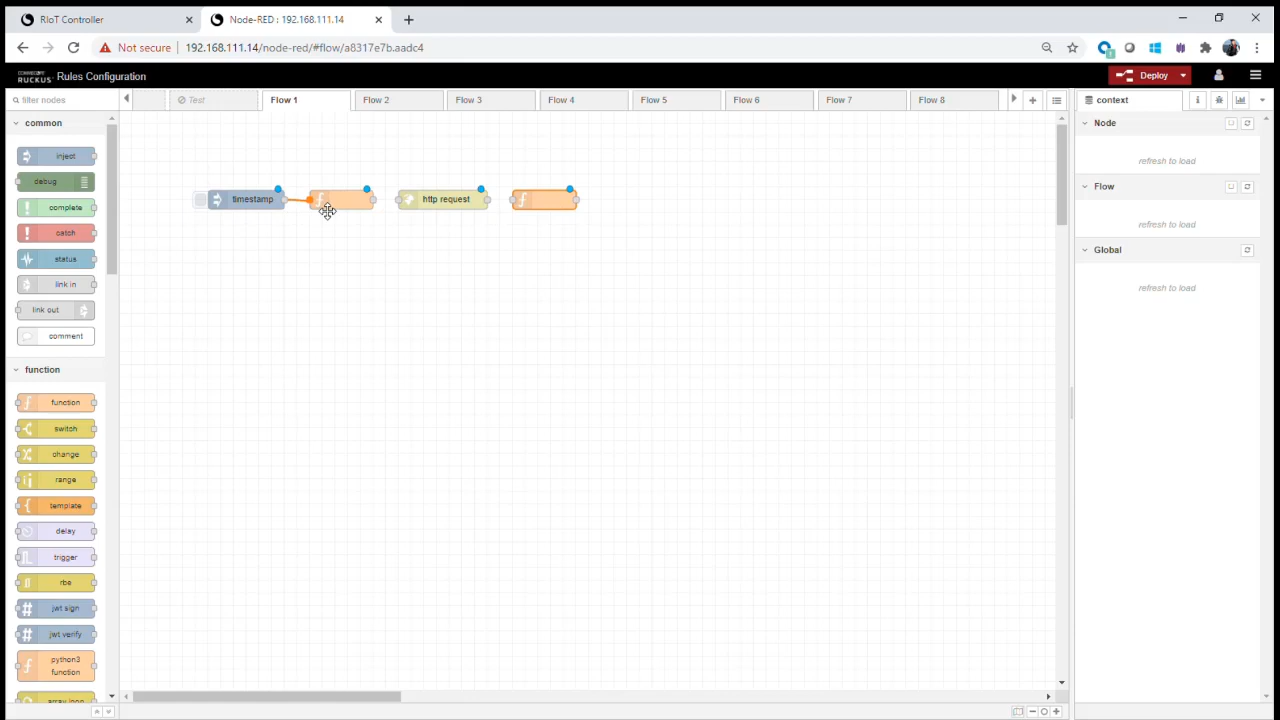 RIoT Controller
Node-RED : 192.168.111.14
Not secure
192.168.111.14/node-red/#flow/a8317e7b.aadc4
COMMSCOPE RUCKUS
Rules Configuration
Deploy
filter nodes
Test
Flow 1
Flow 2
Flow 3
Flow 4
Flow 5
Flow 6
Flow 7
Flow 8
context
common
inject
debug
complete
catch
status
link in
link out
comment
function
function
switch
change
range
template
delay
trigger
rbe
jwt sign
jwt verify
python3
function
array loop
timestamp
http request
Node
refresh to load
Flow
refresh to load
Global
refresh to load